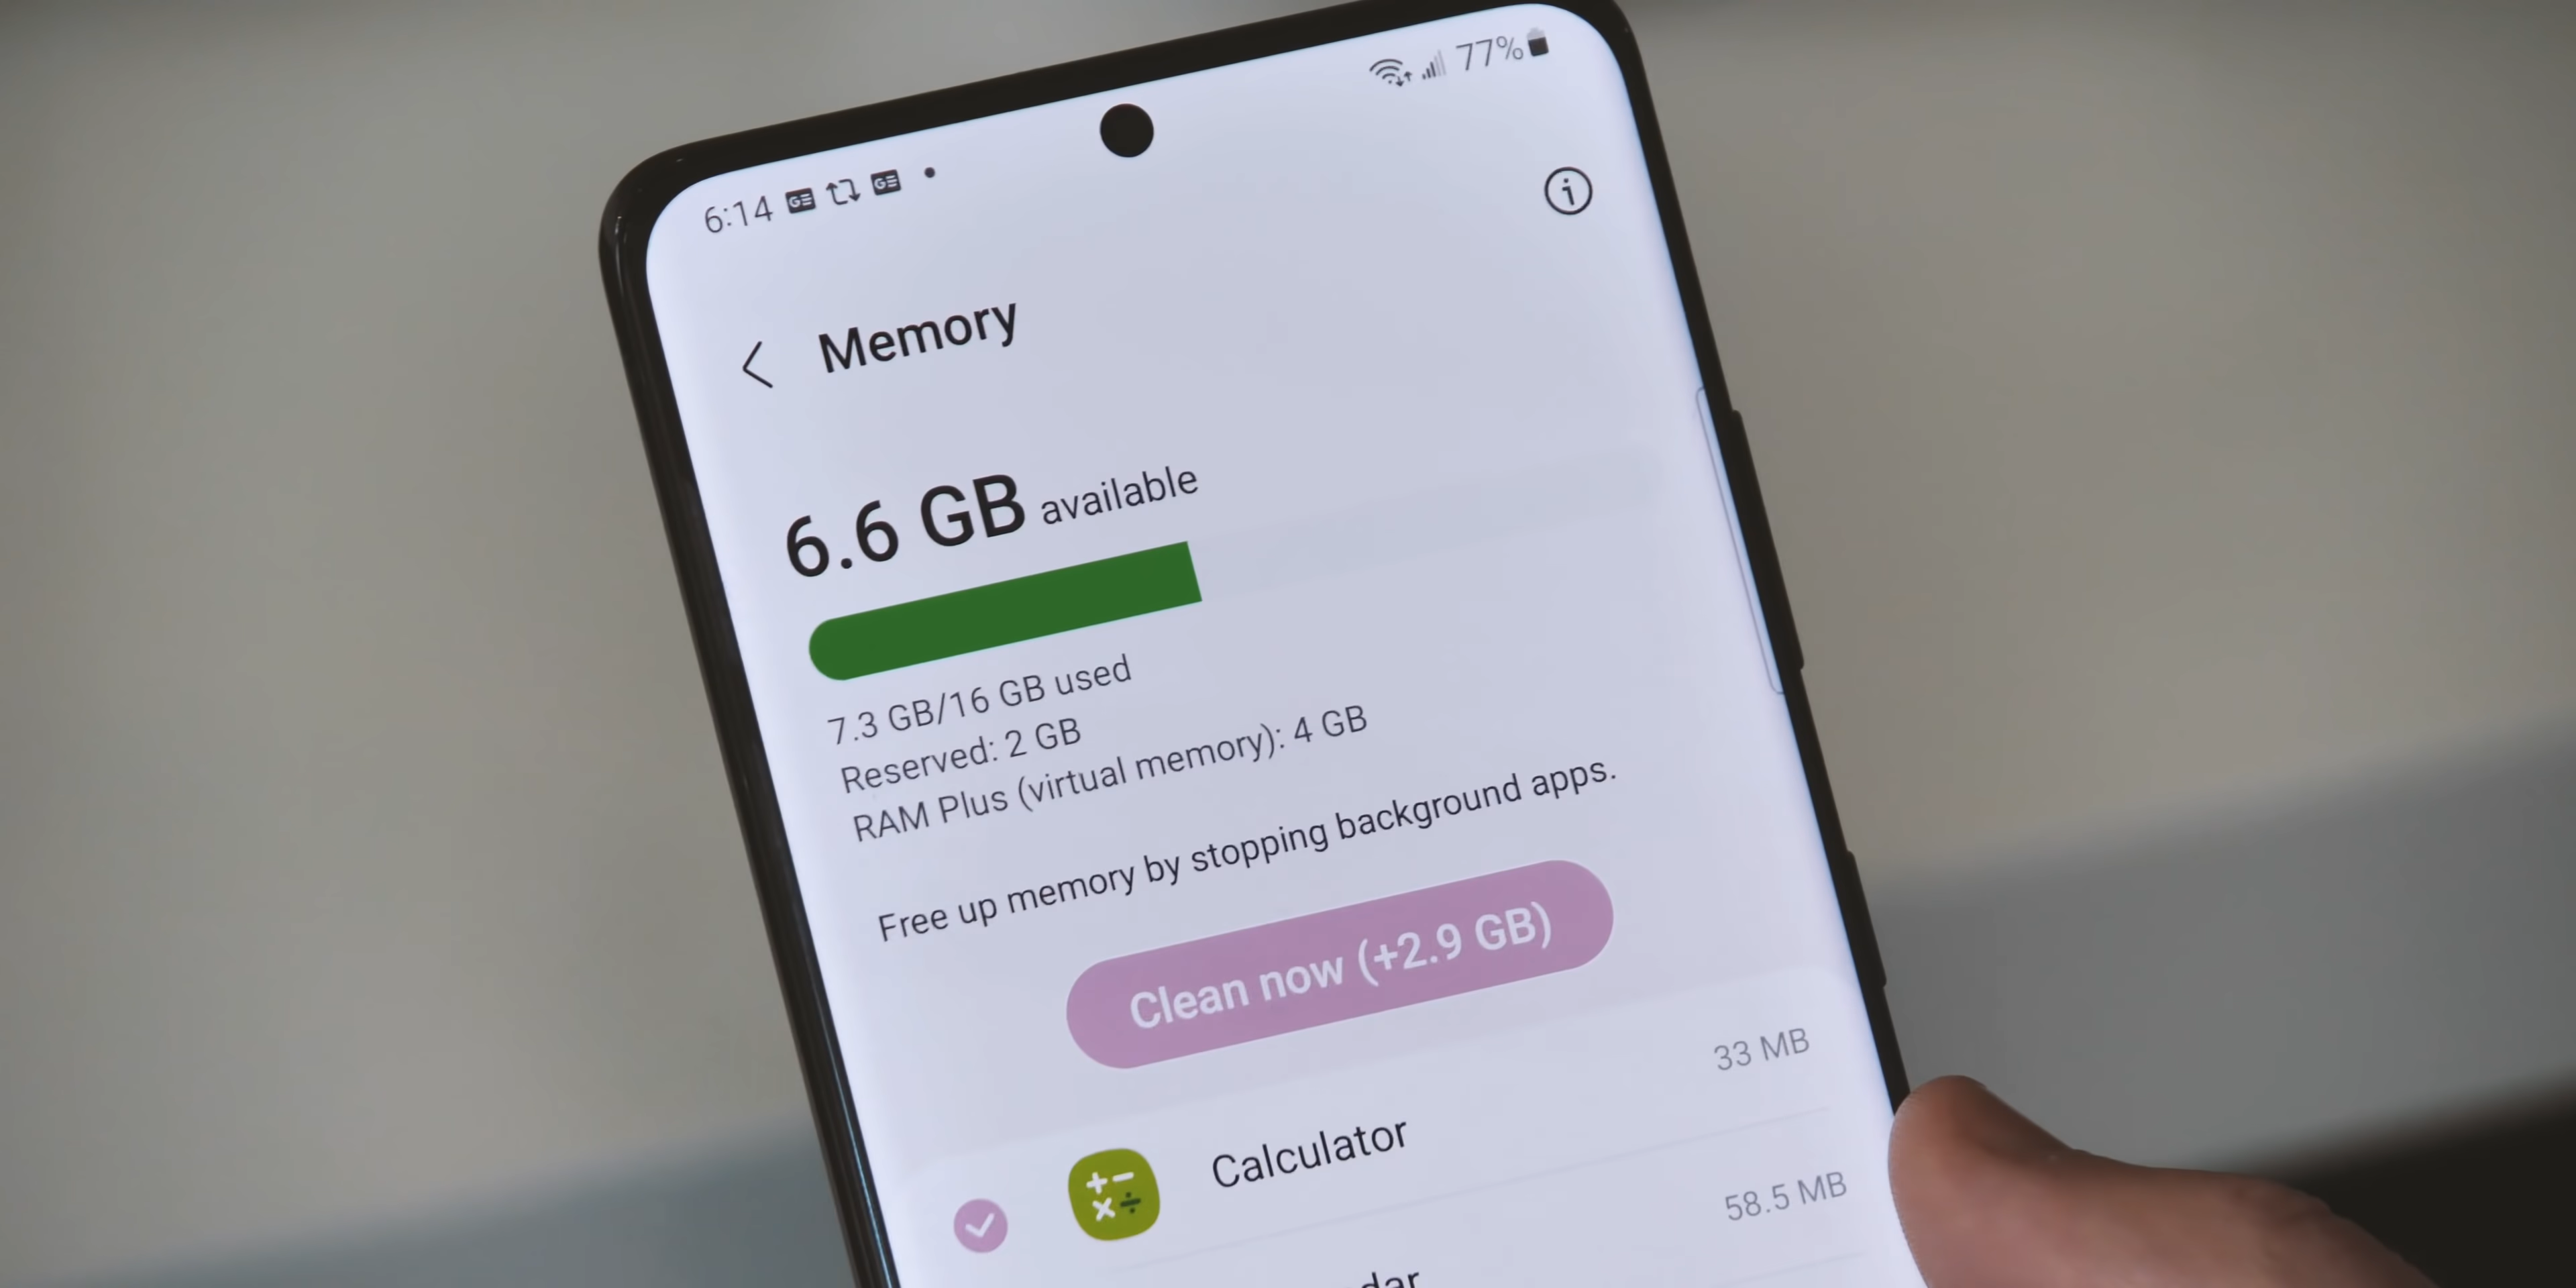 6:14 GE GE 77%
Memory
6.6 GB available
7.3 GB/16 GB used
Reserved: 2 GB
RAM Plus (virtual memory): 4 GB
Free up memory by stopping background apps.
Clean now (+2.9 GB)
Calculator 33 MB
58.5 MB